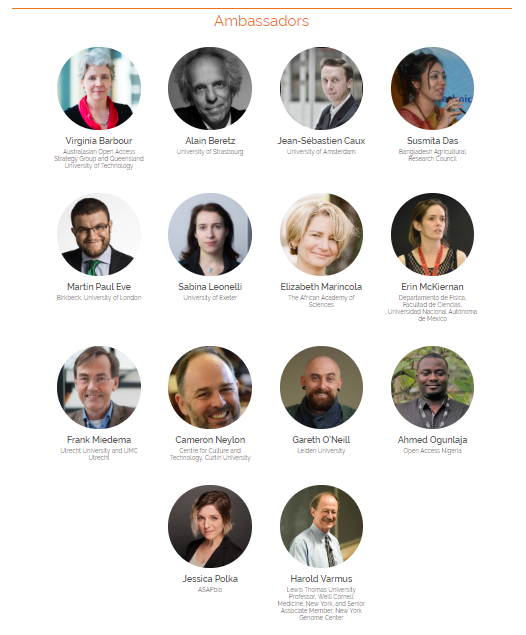 Ambassadors
Virginia Barbour
Australasian Open Access
Strategy Group and Queensland
University of Technology
Alain Beretz
University of Strasbourg
Jean-Sébastien Caux
University of Amsterdam
Susmita Das
Bangladesh Agricultural
Research Council
Martin Paul Eve
Birkbeck, University of London
Sabina Leonelli
University of Exeter
Elizabeth Marincola
The African Academy of
Sciences
Erin McKiernan
Departamento de Física,
Facultad de Ciencias,
Universidad Nacional Autónoma
de México
Frank Miedema
Utrecht University and UMC
Utrecht
Cameron Neylon
Centre for Culture and
Technology, Curtin University
Gareth O'Neill
Leiden University
Ahmed Ogunlaja
Open Access Nigeria
Jessica Polka
ASAPbio
Harold Varmus
Lewis Thomas University
Professor, Weill Cornell
Medicine, New York, and Senior
Associate Member, New York
Genome Center